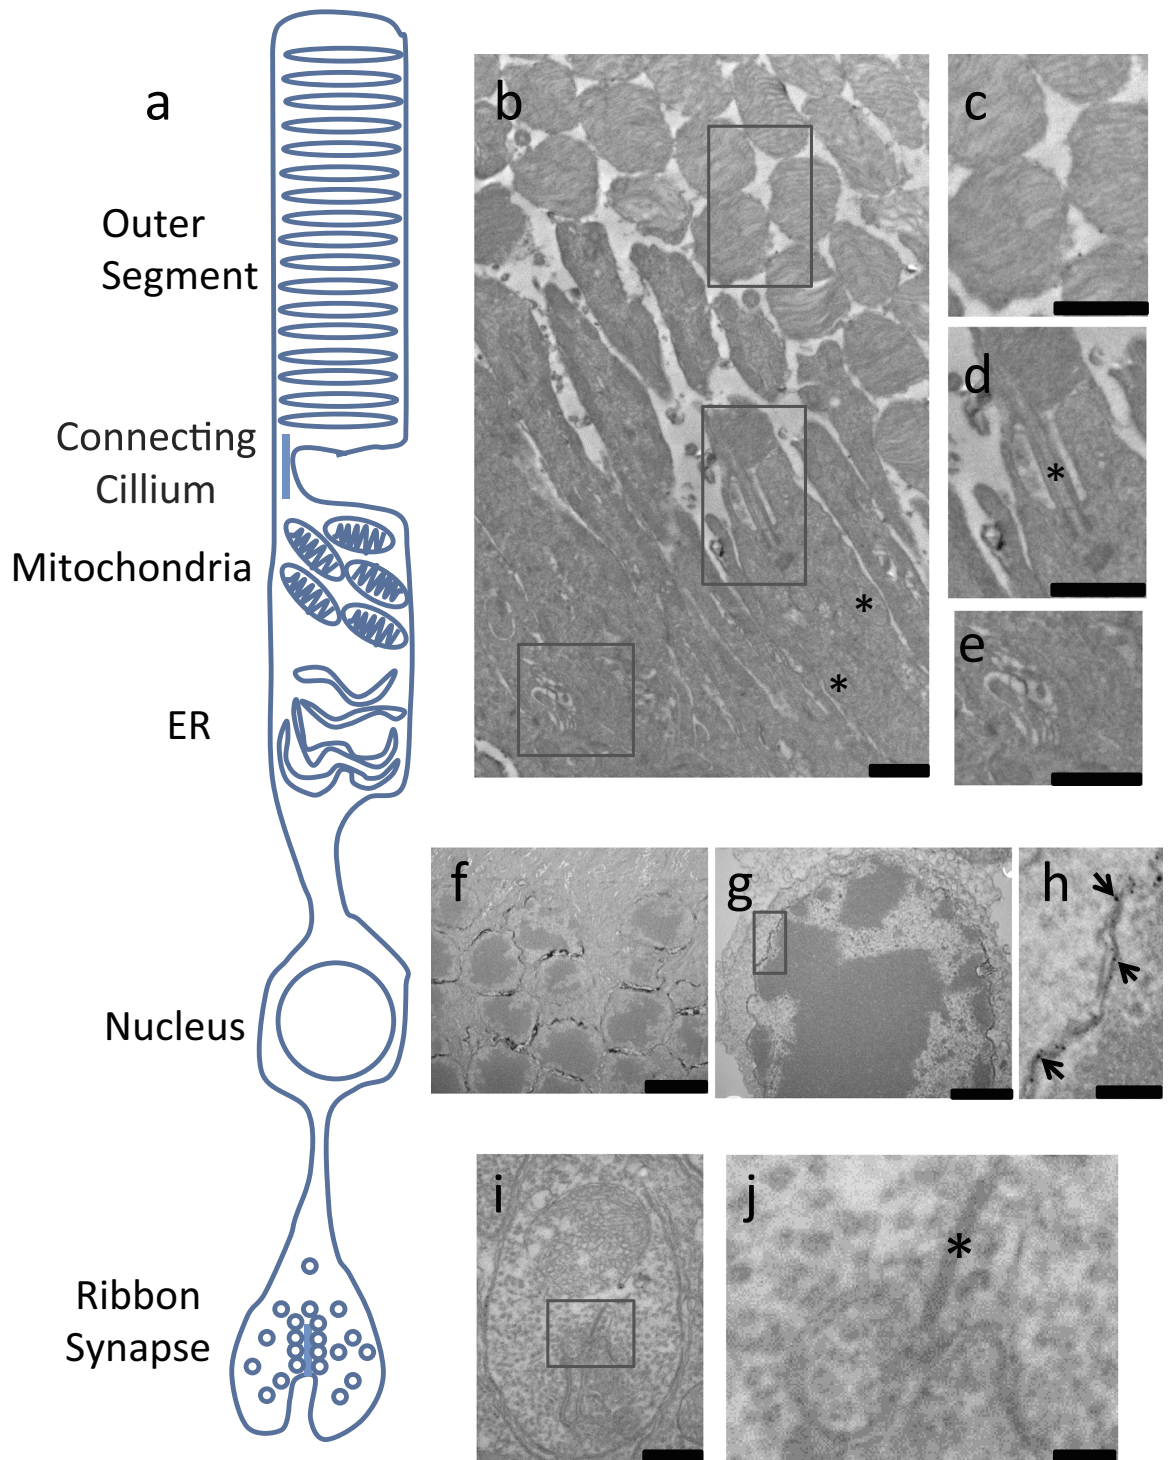 a
Outer
Segment
Connecting
Cillium
Mitochondria
ER
Nucleus
Ribbon
Synapse
b
*
*
c
d
*
e
f
g
h
i
j
*